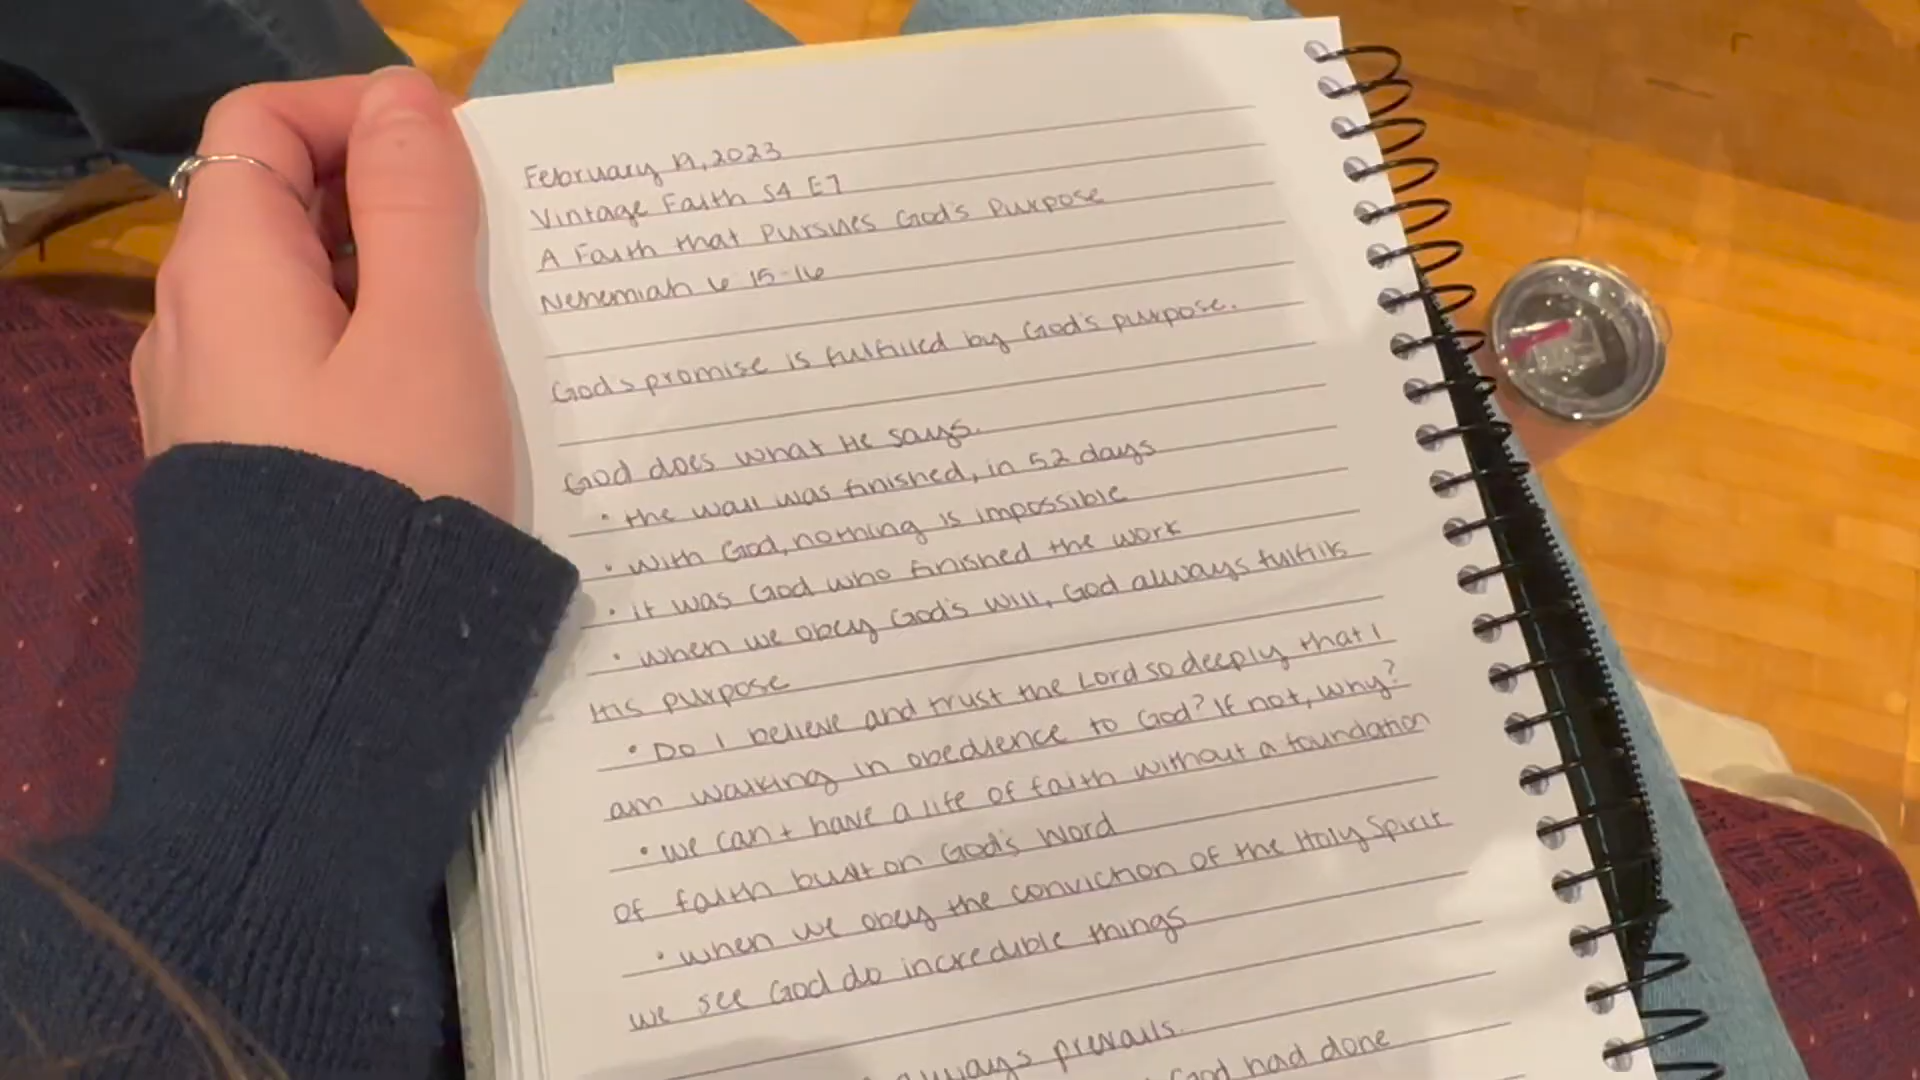 February 19, 2023
Vintage Faith S4 E7
A Faith that Pursues God's Purpose
Nehemiah 6 15-16
God's promise is fulfilled by God's purpose.
God does what He says.
• the wall was finished, in 52 days
• with God, nothing is impossible
• it was God who finished the work
• when we obey God's will, God always fulfills
His purpose
• Do I believe and trust the Lord so deeply that I
am walking in obedience to God? If not, why?
• we can't have a life of faith without a foundation
of faith built on God's word
• when we obey the conviction of the Holy Spirit
we see God do incredible things
always prevails.
God had done